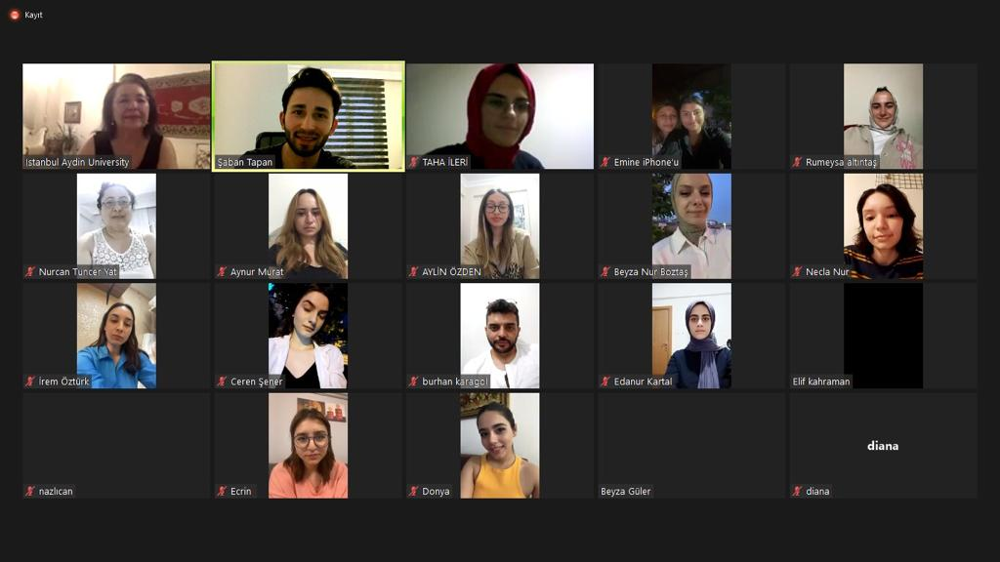 Kayıt
Istanbul Aydin University
Şaban Tapan
TAHA İLERİ
Emine iPhone'u
Rumeysa altıntaş
Nurcan Tuncer Yat
Aynur Murat
AYLİN ÖZDEN
Beyza Nur Boztaş
Necla Nur
İrem Öztürk
Ceren Şener
burhan karagöl
Edanur Kartal
Elif kahraman
diana
nazlıcan
Ecrin
Donya
Beyza Güler
diana